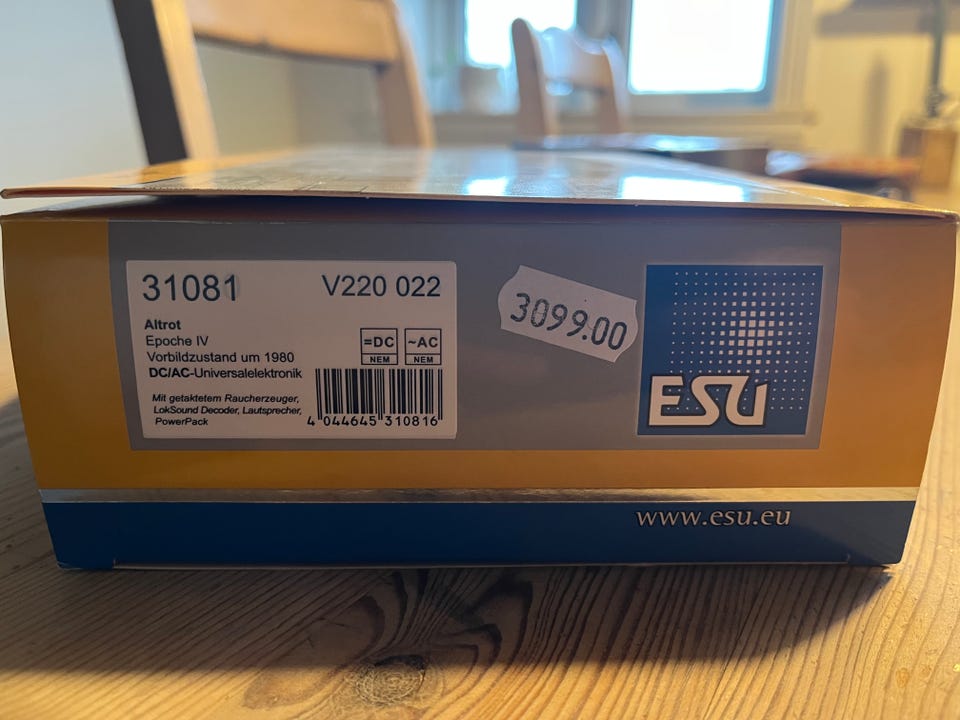 31081 V220 022
Altrot
Epoche IV
Vorbildzustand um 1980
DC/AC-Universalelektronik
=DC ~AC
NEM NEM
Mit getaktetem Raucherzeuger,
LokSound Decoder, Lautsprecher,
PowerPack
4 044645 310816
3099.00
ESU
www.esu.eu